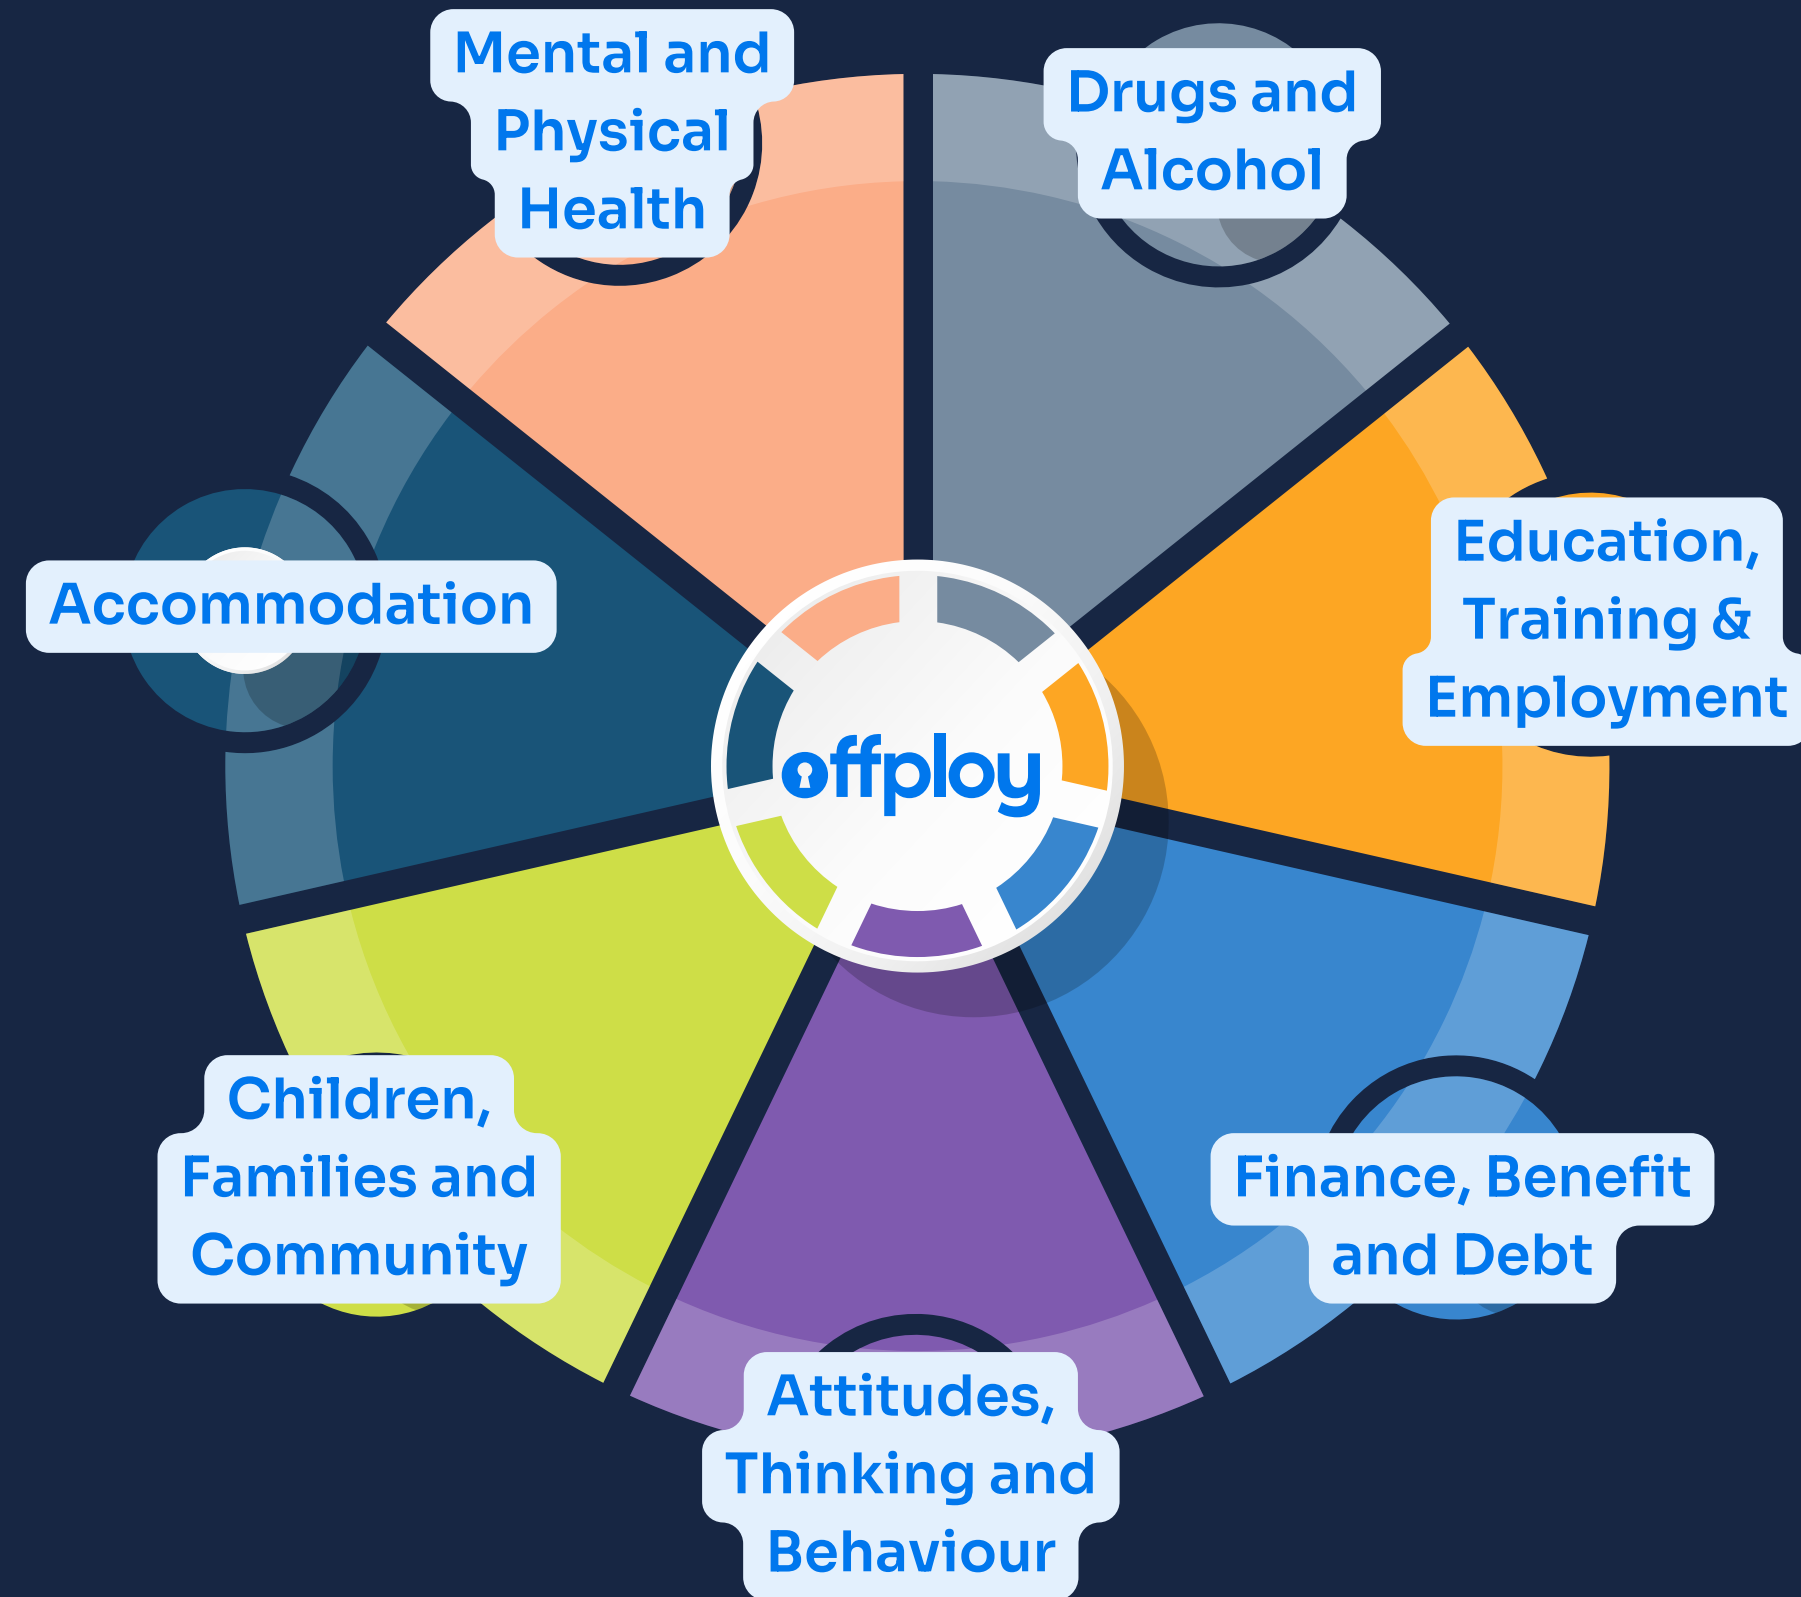 Mental and
Physical
Health
Drugs and
Alcohol
Education,
Training &
Employment
Accommodation
offploy
Children,
Families and
Community
Finance, Benefit
and Debt
Attitudes,
Thinking and
Behaviour